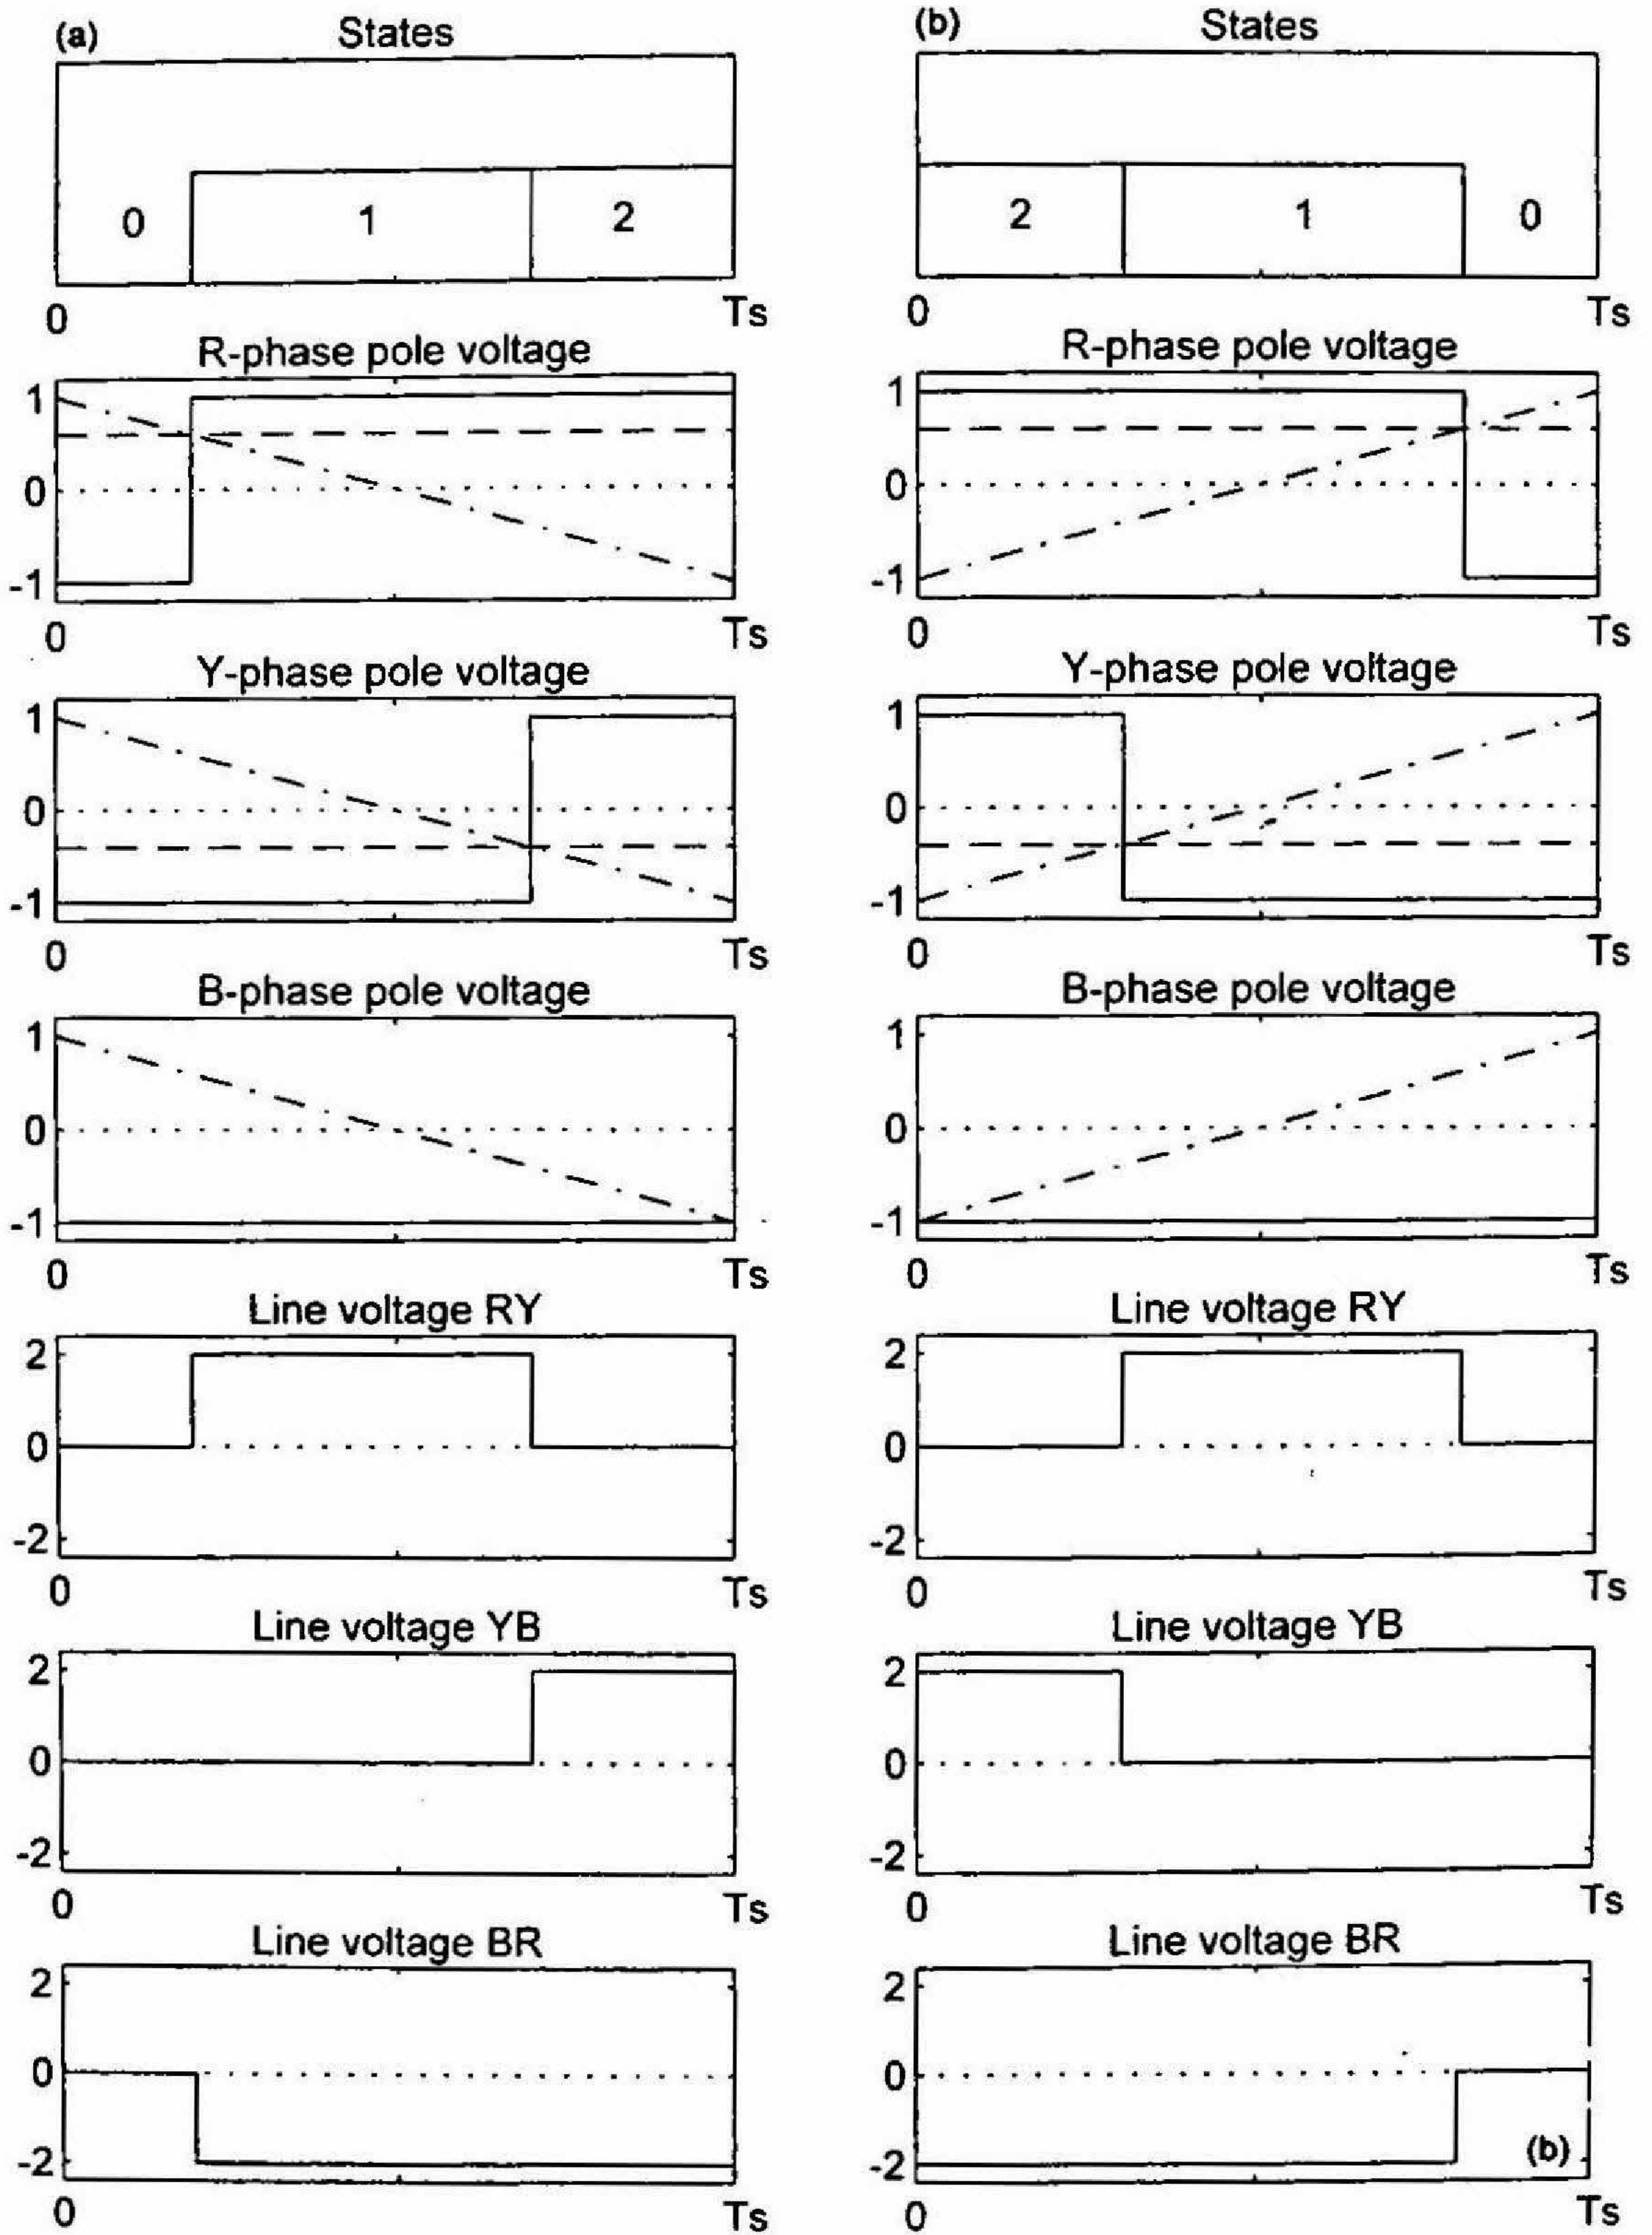 (a) States
0 1 2
0 Ts
R-phase pole voltage
1
0
-1
0 Ts
Y-phase pole voltage
1
0
-1
0 Ts
B-phase pole voltage
1
0
-1
0 Ts
Line voltage RY
2
0
-2
0 Ts
Line voltage YB
2
0
-2
0 Ts
Line voltage BR
2
0
-2
0 Ts
(b) States
2 1 0
0 Ts
R-phase pole voltage
1
0
-1
0 Ts
Y-phase pole voltage
1
0
-1
0 Ts
B-phase pole voltage
1
0
-1
0 Ts
Line voltage RY
2
0
-2
0 Ts
Line voltage YB
2
0
-2
0 Ts
Line voltage BR
2
0
-2 (b)
0 Ts